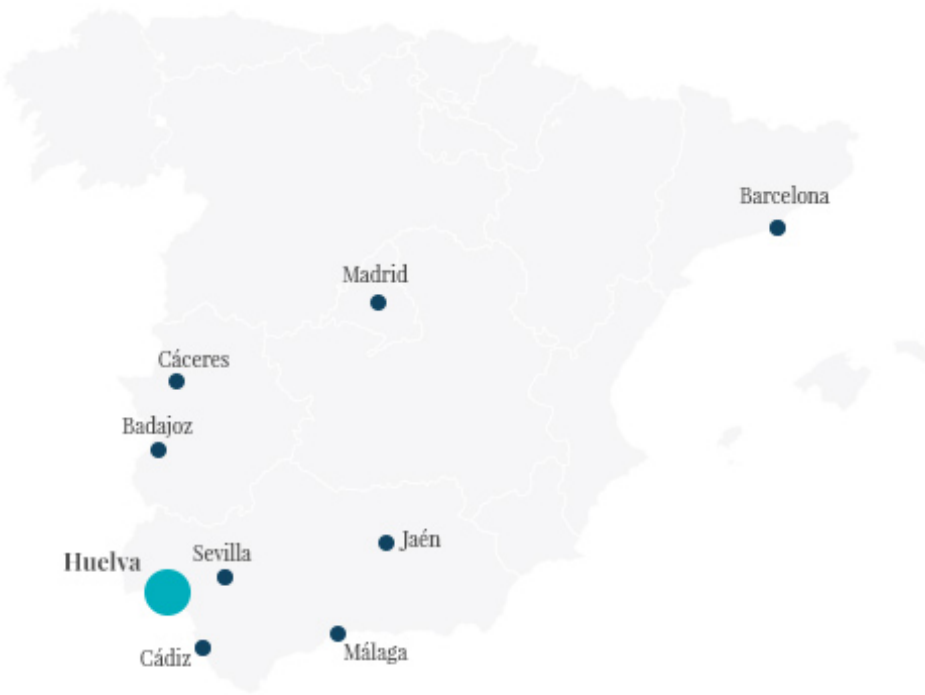 Barcelona
Madrid
Cáceres
Badajoz
Jaén
Sevilla
Huelva
Málaga
Cádiz